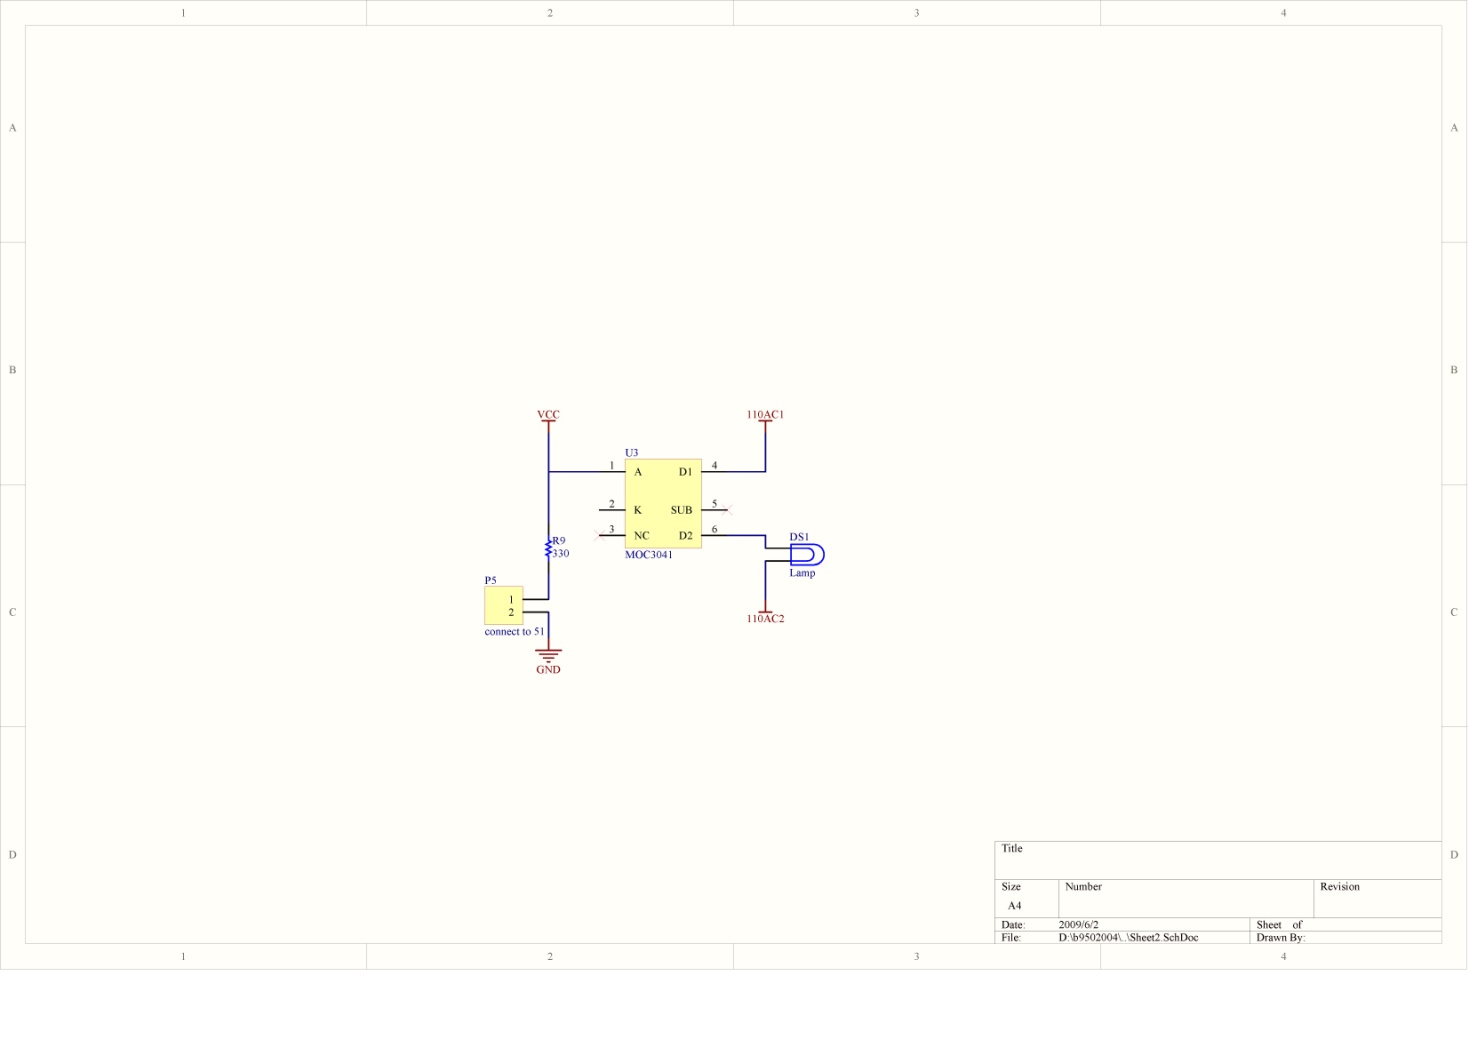 1 2 3 4
A A
B B
VCC 110AC1
U3
1 A D1 4
2 K SUB 5
3 NC D2 6
MOC3041
R9
330
DS1
Lamp
P5
1
2
connect to 51
110AC2
GND
C C
D D
Title
Size Number Revision
A4
Date: 2009/6/2 Sheet of
File: D:\b9502004\..\Sheet2.SchDoc Drawn By:
1 2 3 4